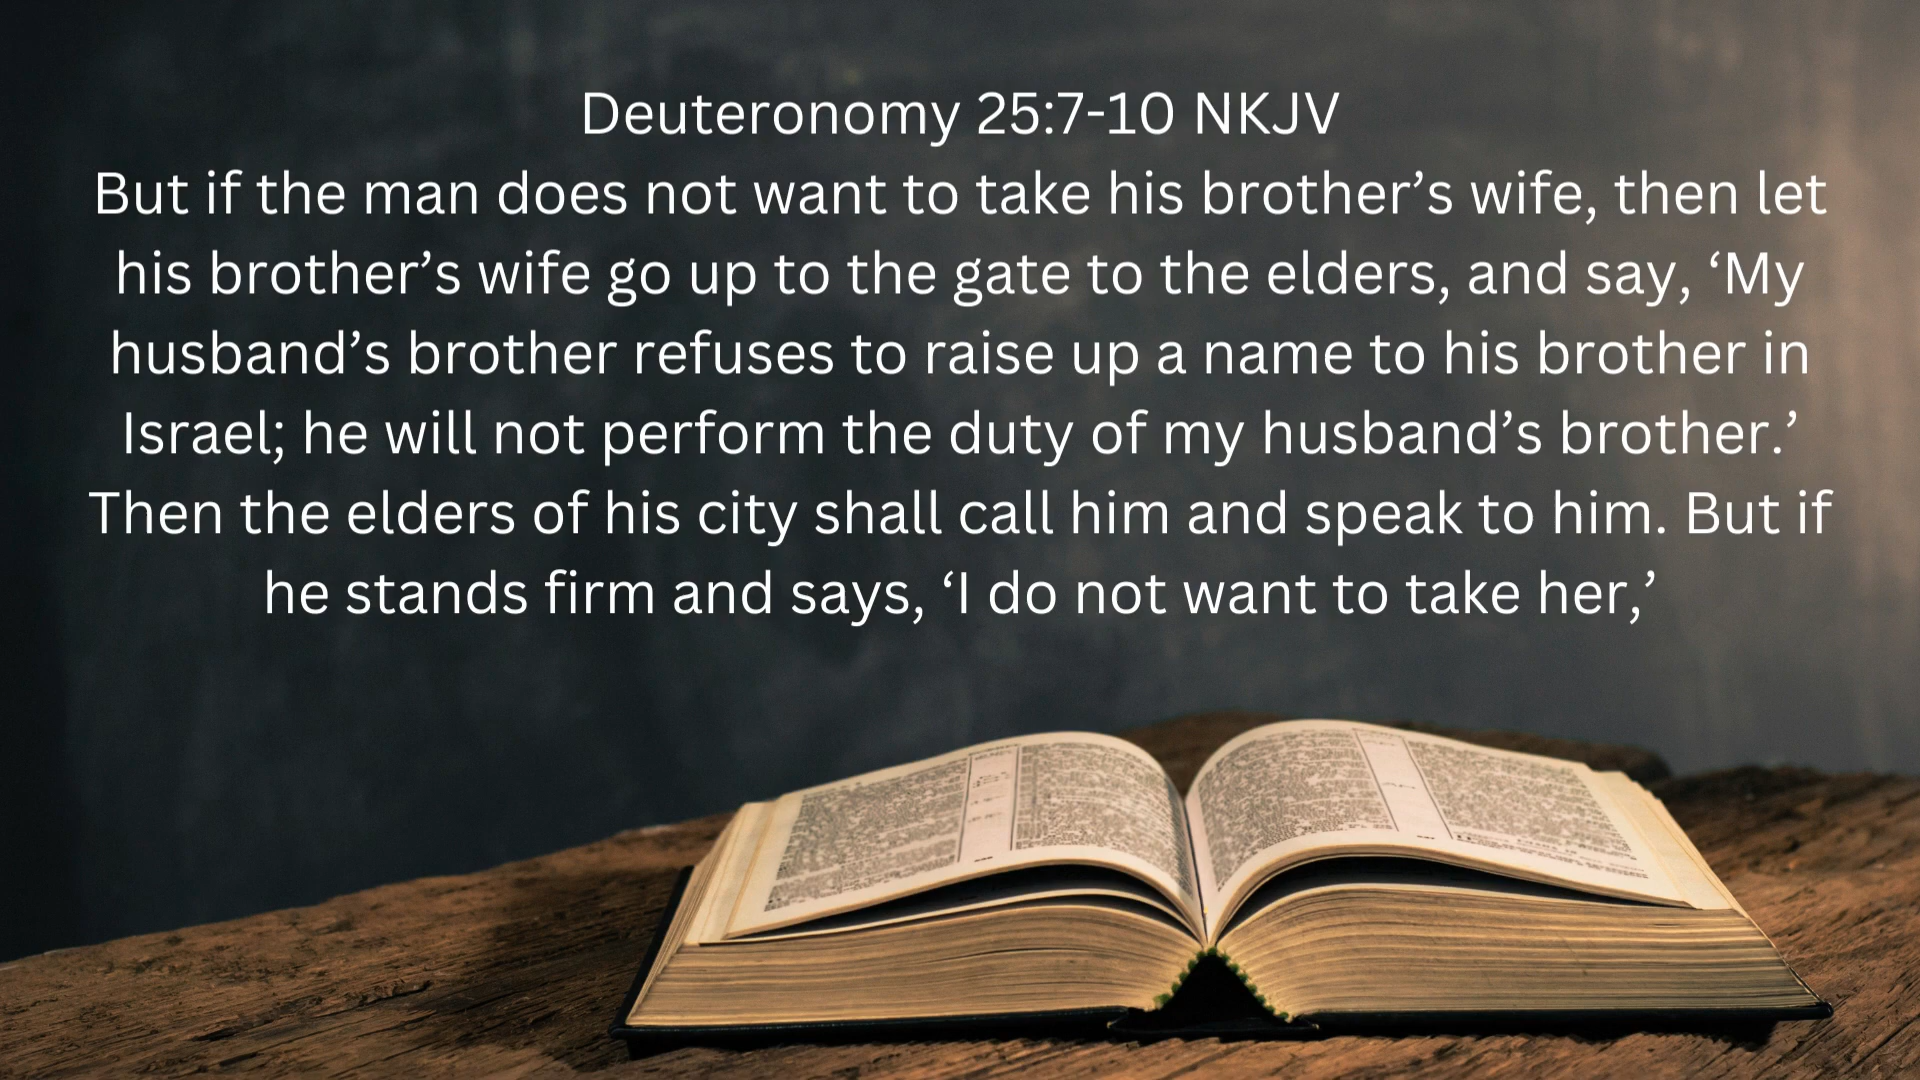 Deuteronomy 25:7-10 NKJV
But if the man does not want to take his brother’s wife, then let
his brother’s wife go up to the gate to the elders, and say, ‘My
husband’s brother refuses to raise up a name to his brother in
Israel; he will not perform the duty of my husband’s brother.’
Then the elders of his city shall call him and speak to him. But if
he stands firm and says, ‘I do not want to take her,’